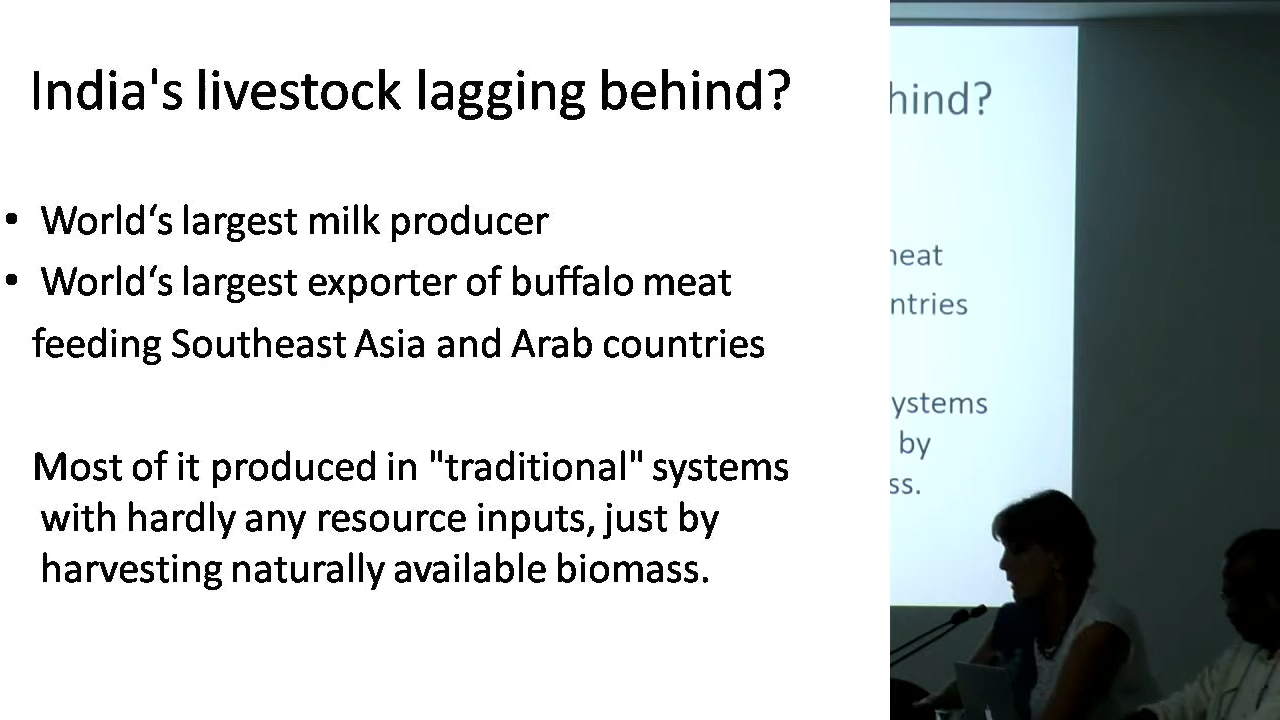 India's livestock lagging behind?
• World‘s largest milk producer
• World‘s largest exporter of buffalo meat
feeding Southeast Asia and Arab countries
Most of it produced in "traditional" systems
with hardly any resource inputs, just by
harvesting naturally available biomass.
hind?
eat
ntries
ystems
by
ss.